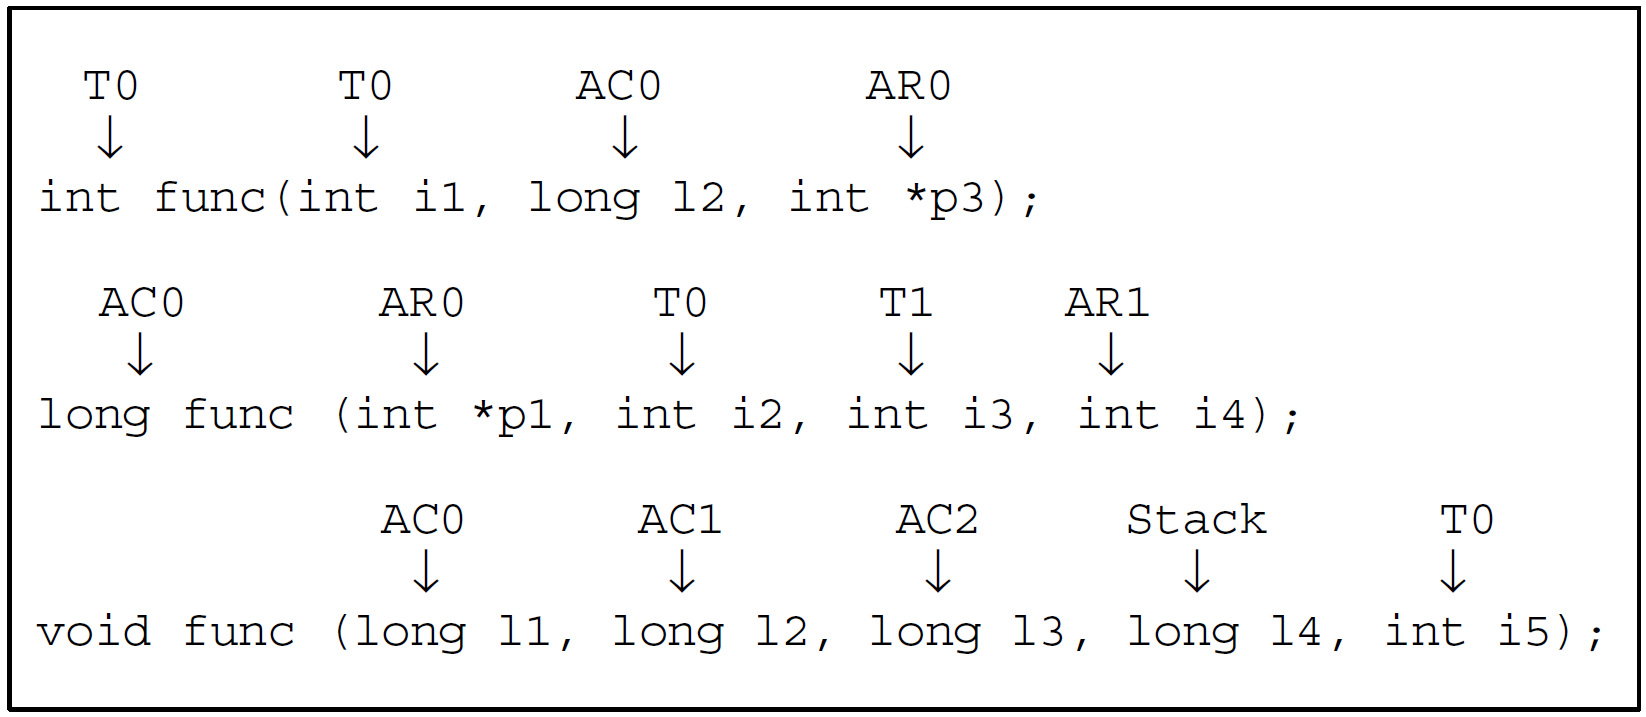 T0 T0 AC0 AR0
↓ ↓ ↓ ↓
int func(int i1, long l2, int *p3);
AC0 AR0 T0 T1 AR1
↓ ↓ ↓ ↓ ↓
long func (int *p1, int i2, int i3, int i4);
AC0 AC1 AC2 Stack T0
↓ ↓ ↓ ↓ ↓
void func (long l1, long l2, long l3, long l4, int i5);